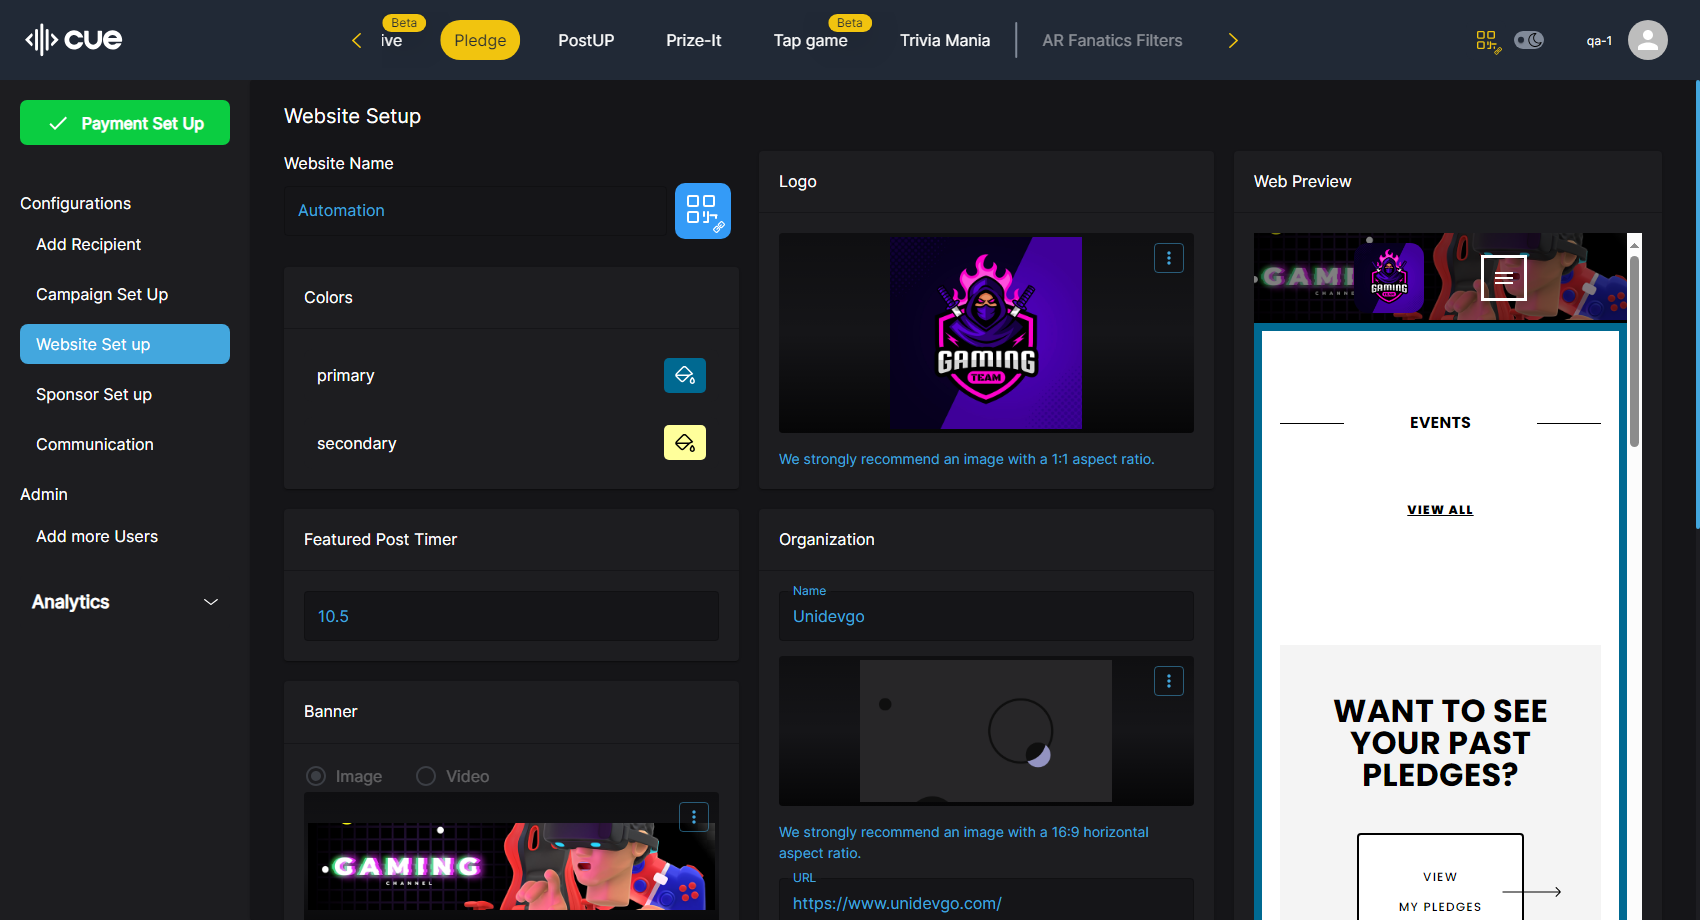 cue
Beta
ive
Pledge
PostUP
Prize-It
Beta
Tap game
Trivia Mania
AR Fanatics Filters
qa-1
Payment Set Up
Configurations
Add Recipient
Campaign Set Up
Website Set up
Sponsor Set up
Communication
Admin
Add more Users
Analytics
Website Setup
Website Name
Automation
Colors
primary
secondary
Featured Post Timer
10.5
Banner
Image
Video
GAMING
CHANNEL
Logo
GAMING
TEAM
We strongly recommend an image with a 1:1 aspect ratio.
Organization
Name
Unidevgo
We strongly recommend an image with a 16:9 horizontal
aspect ratio.
URL
https://www.unidevgo.com/
Web Preview
GAMI
CHANN
GAMING
TEAM
EVENTS
VIEW ALL
WANT TO SEE
YOUR PAST
PLEDGES?
VIEW
MY PLEDGES